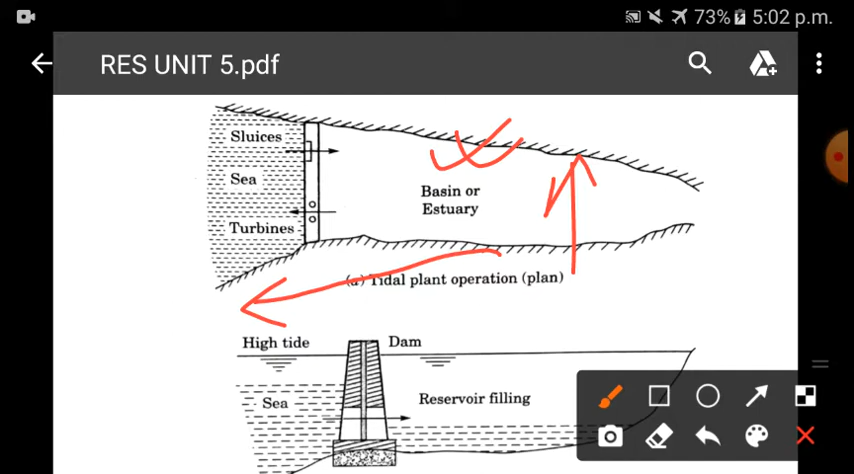 73% 5:02 p.m.
RES UNIT 5.pdf
Sluices
Sea
Basin or
Estuary
Turbines
(a) Tidal plant operation (plan)
High tide
Dam
Sea
Reservoir filling